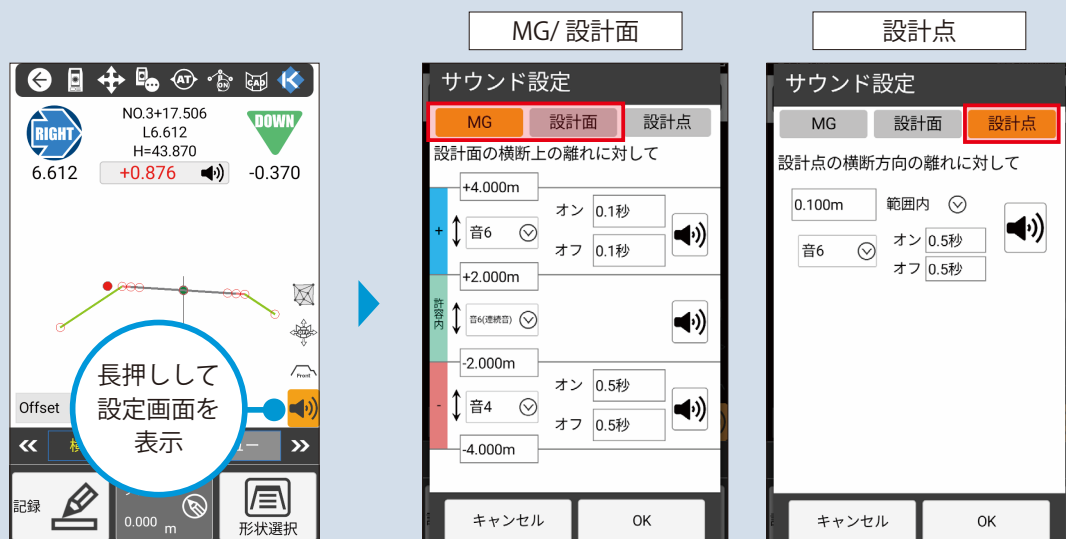 MG/ 設計面
設計点
AT
ON
CAD
RIGHT
NO.3+17.506
L6.612
H=43.870
DOWN
6.612
+0.876
-0.370
Front
Offset
長押しして
設定画面を
表示
記録
0.000 m
形状選択
サウンド設定
MG 設計面 設計点
設計面の横断上の離れに対して
+4.000m
+
音6
オン 0.1秒
オフ 0.1秒
+2.000m
許容内
音6(連続音)
-2.000m
-
音4
オン 0.5秒
オフ 0.5秒
-4.000m
キャンセル OK
サウンド設定
MG 設計面 設計点
設計点の横断方向の離れに対して
0.100m 範囲内
音6
オン 0.5秒
オフ 0.5秒
キャンセル OK